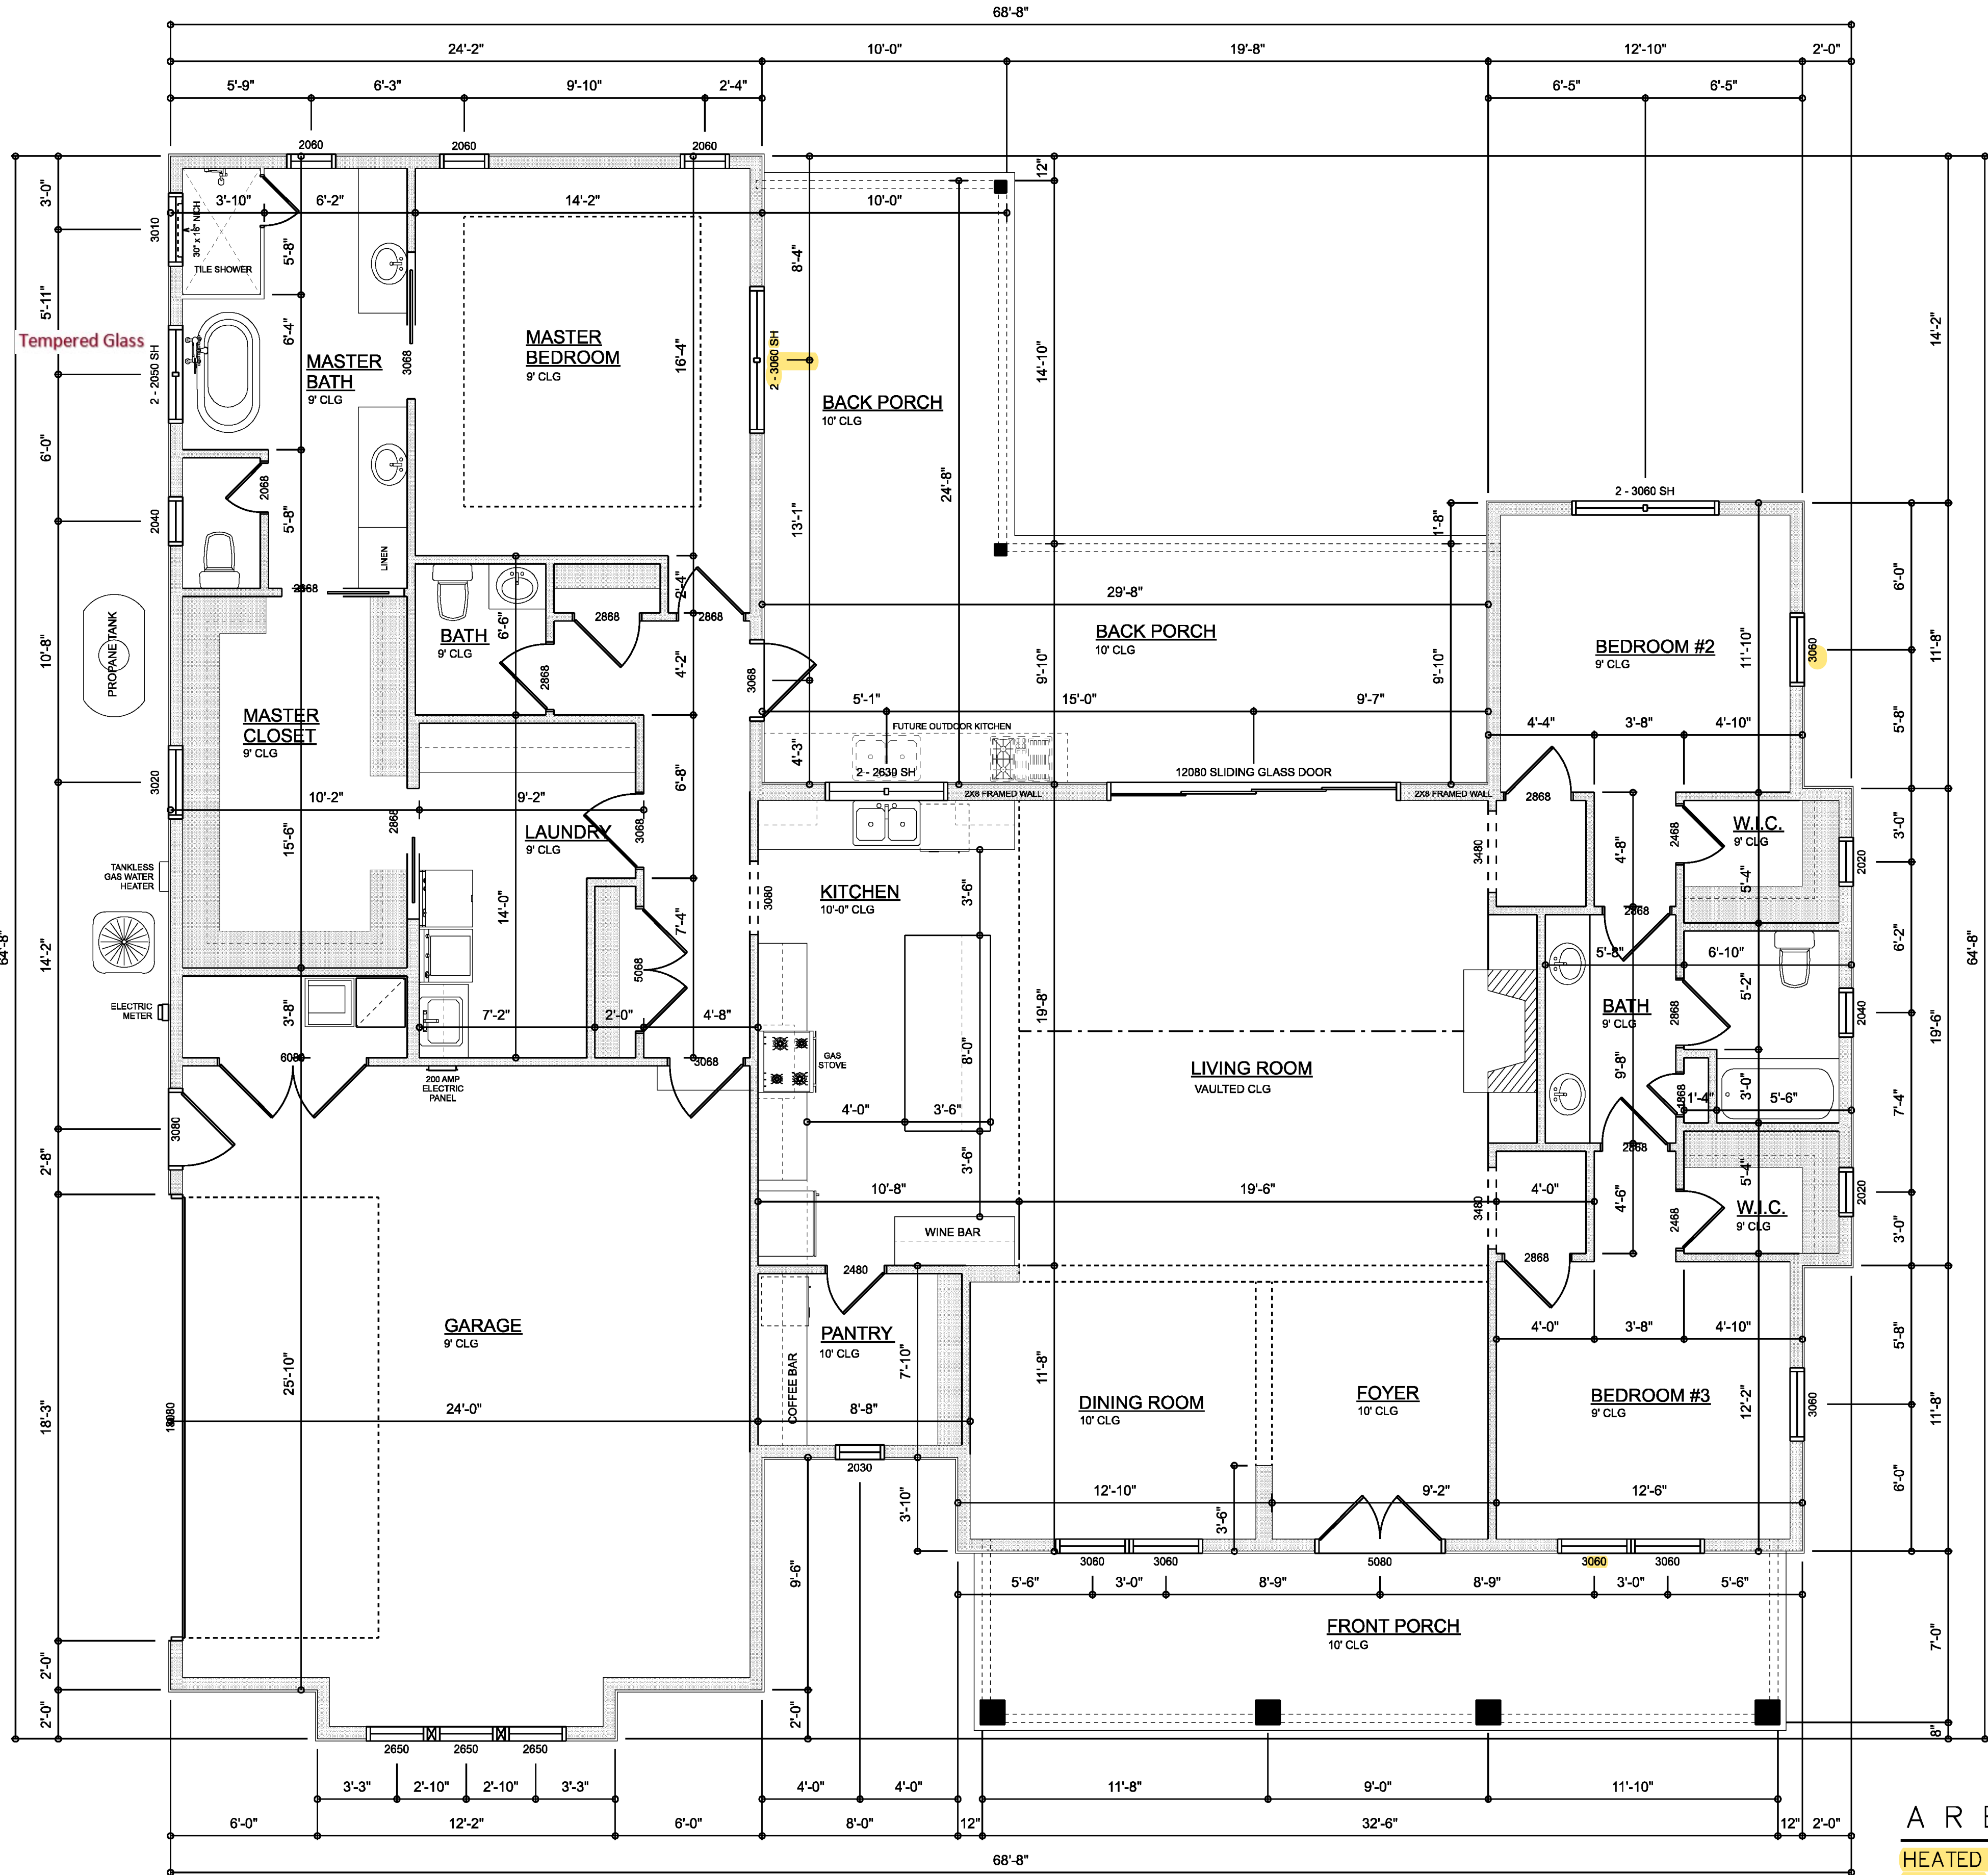 68'-8"
24'-2" 10'-0" 19'-8" 12'-10" 2'-0"
5'-9" 6'-3" 9'-10" 2'-4" 6'-5" 6'-5"
2060 2060 2060
3'-0"
12"
3'-10" 6'-2" 14'-2" 10'-0"
3010
30" x 16" NICH
TILE SHOWER
5'-8"
8'-4"
5'-11"
Tempered Glass
2 - 2050 SH
6'-4"
MASTER
BATH
9' CLG
3068
MASTER
BEDROOM
9' CLG
16'-4"
2 - 3060 SH
14'-10"
14'-2"
BACK PORCH
10' CLG
6'-0"
2068
24'-8"
2040
5'-8"
LINEN
13'-1"
2 - 3060 SH
1'-8"
2868
2'-4"
29'-8"
6'-0"
PROPANE TANK
10'-8"
BATH
9' CLG
6'-6"
2868
2868
2868
4'-2"
3068
BACK PORCH
10' CLG
9'-10"
9'-10"
BEDROOM #2
9' CLG
11'-10"
3060
11'-8"
5'-1" 15'-0" 9'-7"
MASTER
CLOSET
9' CLG
FUTURE OUTDOOR KITCHEN
4'-3"
4'-4" 3'-8" 4'-10"
5'-8"
3020
6'-8"
2 - 2630 SH
12080 SLIDING GLASS DOOR
2X8 FRAMED WALL
2X8 FRAMED WALL
2868
10'-2" 9'-2"
2868
LAUNDRY
9' CLG
3068
15'-6"
W.I.C.
9' CLG
2468
4'-8"
3'-0"
3480
2020
5'-4"
TANKLESS
GAS WATER
HEATER
14'-0"
KITCHEN
10'-0" CLG
3080
3'-6"
7'-4"
2868
64'-8"
14'-2"
5068
5'-8" 6'-10"
6'-2"
64'-8"
ELECTRIC
METER
3'-8"
7'-2" 2'-0" 4'-8"
19'-8"
BATH
9' CLG
2868
5'-2"
2040
19'-6"
6080
3068
GAS
STOVE
8'-0"
LIVING ROOM
VAULTED CLG
9'-8"
200 AMP
ELECTRIC
PANEL
4'-0" 3'-6"
1868
1'-4"
3'-0"
5'-6"
7'-4"
3080
2'-8"
3'-6"
2868
10'-8" 19'-6" 4'-0"
3480
4'-6"
2468
5'-4"
W.I.C.
9' CLG
2020
3'-0"
WINE BAR
2480
2868
GARAGE
9' CLG
PANTRY
10' CLG
4'-0" 3'-8" 4'-10"
5'-8"
COFFEE BAR
7'-10"
11'-8"
25'-10"
DINING ROOM
10' CLG
FOYER
10' CLG
BEDROOM #3
9' CLG
12'-2"
3060
11'-8"
18'-3"
18080
24'-0" 8'-8"
2030
6'-0"
12'-10" 9'-2" 12'-6"
3'-10"
3'-6"
3060 3060 5080 3060 3060
9'-6"
5'-6" 3'-0" 8'-9" 8'-9" 3'-0" 5'-6"
FRONT PORCH
10' CLG
7'-0"
2'-0"
2'-0"
2'-0"
8"
2650 2650 2650
3'-3" 2'-10" 2'-10" 3'-3" 4'-0" 4'-0" 11'-8" 9'-0" 11'-10"
6'-0" 12'-2" 6'-0" 8'-0" 12" 32'-6" 12" 2'-0"
68'-8"
HEATED